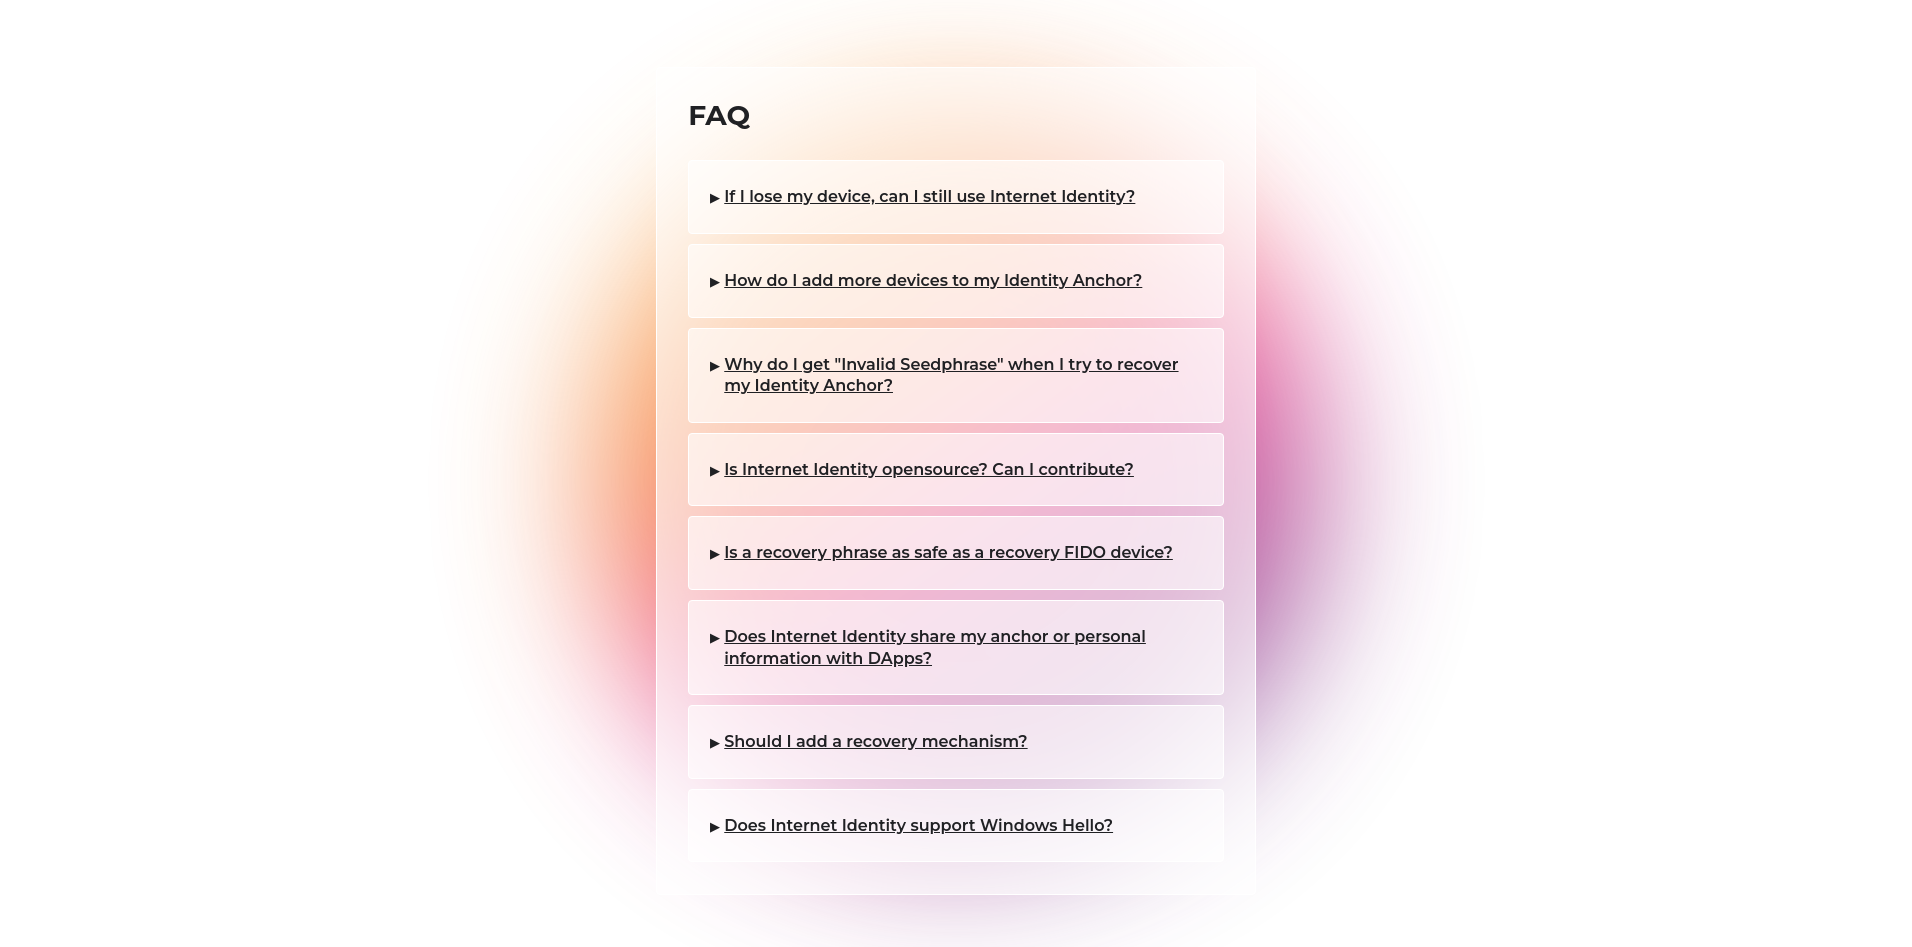 FAQ
▶ If I lose my device, can I still use Internet Identity?
▶ How do I add more devices to my Identity Anchor?
▶ Why do I get "Invalid Seedphrase" when I try to recover
my Identity Anchor?
▶ Is Internet Identity opensource? Can I contribute?
▶ Is a recovery phrase as safe as a recovery FIDO device?
▶ Does Internet Identity share my anchor or personal
information with DApps?
▶ Should I add a recovery mechanism?
▶ Does Internet Identity support Windows Hello?